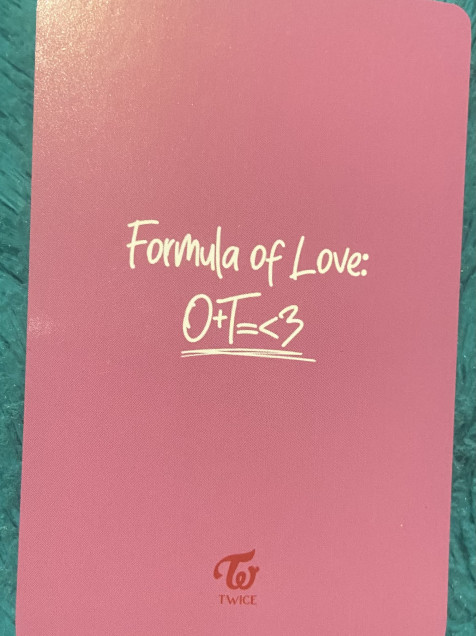 Formula of Love:
O+T=<3
TWICE